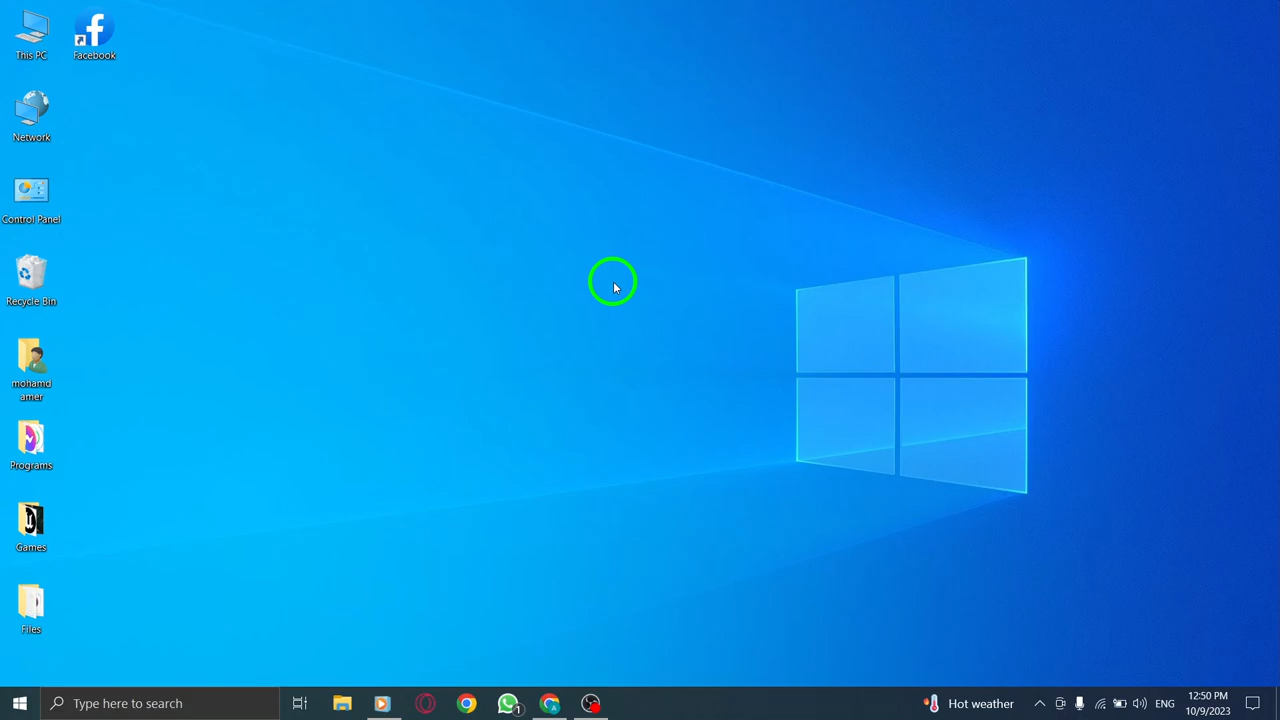 This PC
Facebook
Network
Control Panel
Recycle Bin
mohamd
amer
Programs
Games
Files
Type here to search
1
A
Hot weather
ENG
12:50 PM
10/9/2023